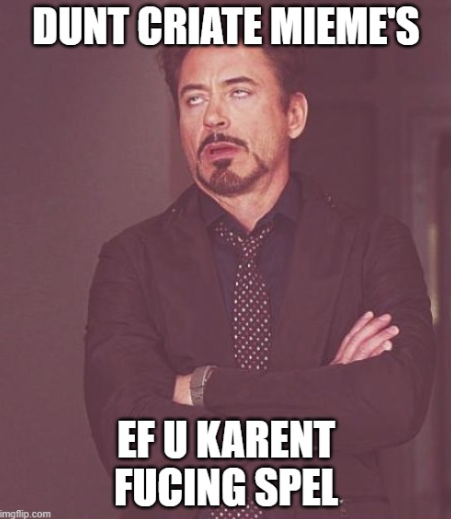 DUNT CRIATE MIEME'S
EF U KARENT
FUCING SPEL
imgflip.com